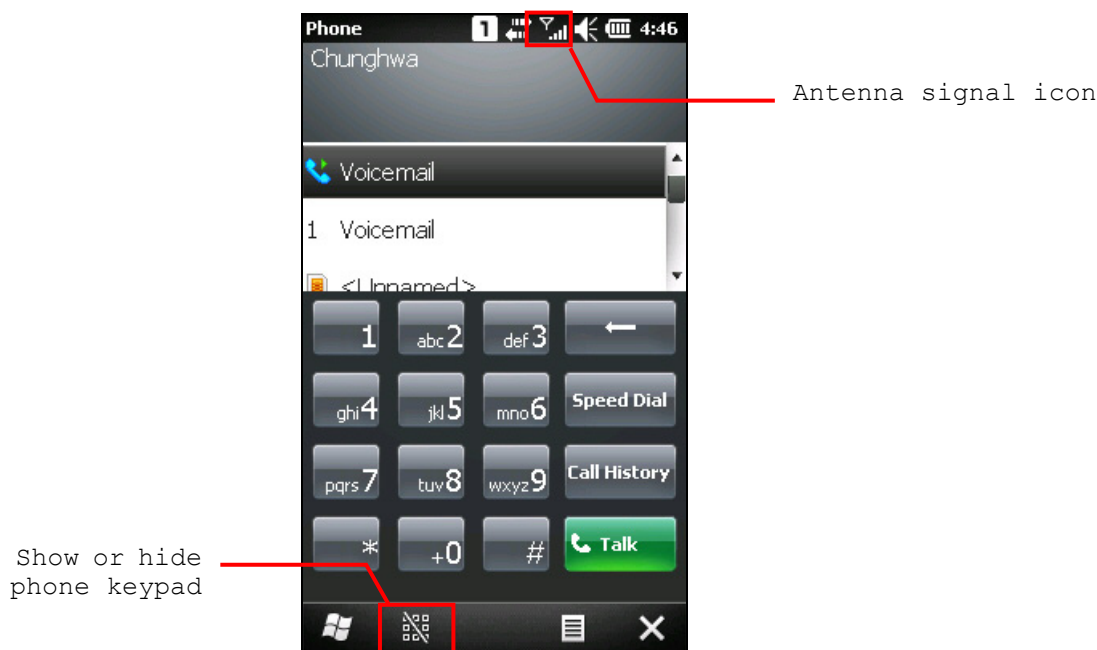 Phone 1 4:46
Chunghwa
Antenna signal icon
Voicemail
1 Voicemail
<Unnamed>
1 abc2 def3
ghi4 jkl5 mno6 Speed Dial
pqrs7 tuv8 wxyz9 Call History
* +0 # Talk
Show or hide
phone keypad